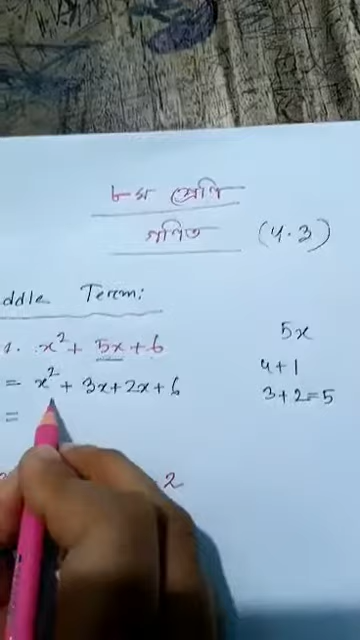 ৮ম শ্রেণি
গণিত (4.3)
ddle Term:
1. x² + 5x + 6
= x² + 3x + 2x + 6
=
5x
4+1
3+2=5
2